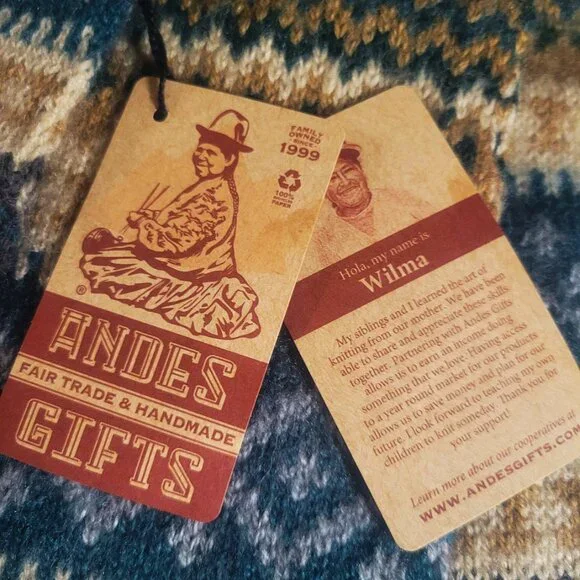 FAMILY
OWNED
SINCE
1999
100%
RECYCLED
PAPER
®
ANDES
FAIR TRADE & HANDMADE
GIFTS
Hola, my name is
Wilma
My siblings and I learned the art of
knitting from our mother. We have been
able to share and appreciate these skills
together. Partnering with Andes Gifts
allows us to earn an income doing
something that we love. Having access
to a year round market for our products
allows us to save money and plan for our
future. I look forward to teaching my own
children to knit someday. Thank you for
your support!
Learn more about our cooperatives at
WWW.ANDESGIFTS.COM